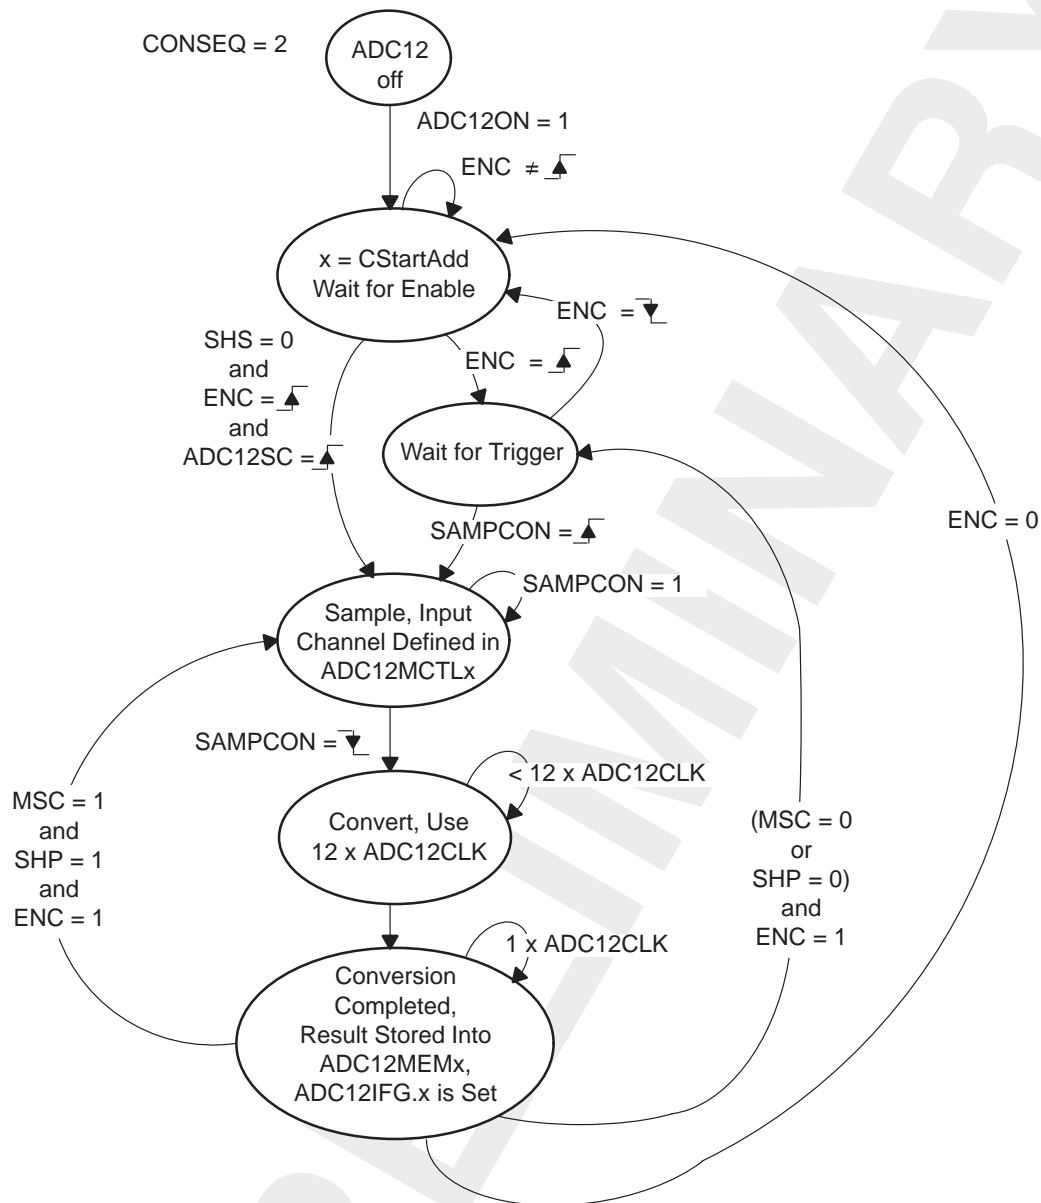 CONSEQ = 2
ADC12
off
ADC12ON = 1
ENC ≠
x = CStartAdd
Wait for Enable
ENC =
SHS = 0
and
ENC =
and
ADC12SC =
ENC =
Wait for Trigger
SAMPCON =
ENC = 0
SAMPCON = 1
Sample, Input
Channel Defined in
ADC12MCTLx
SAMPCON =
< 12 x ADC12CLK
Convert, Use
12 x ADC12CLK
MSC = 1
and
SHP = 1
and
ENC = 1
(MSC = 0
or
SHP = 0)
and
ENC = 1
1 x ADC12CLK
Conversion
Completed,
Result Stored Into
ADC12MEMx,
ADC12IFG.x is Set